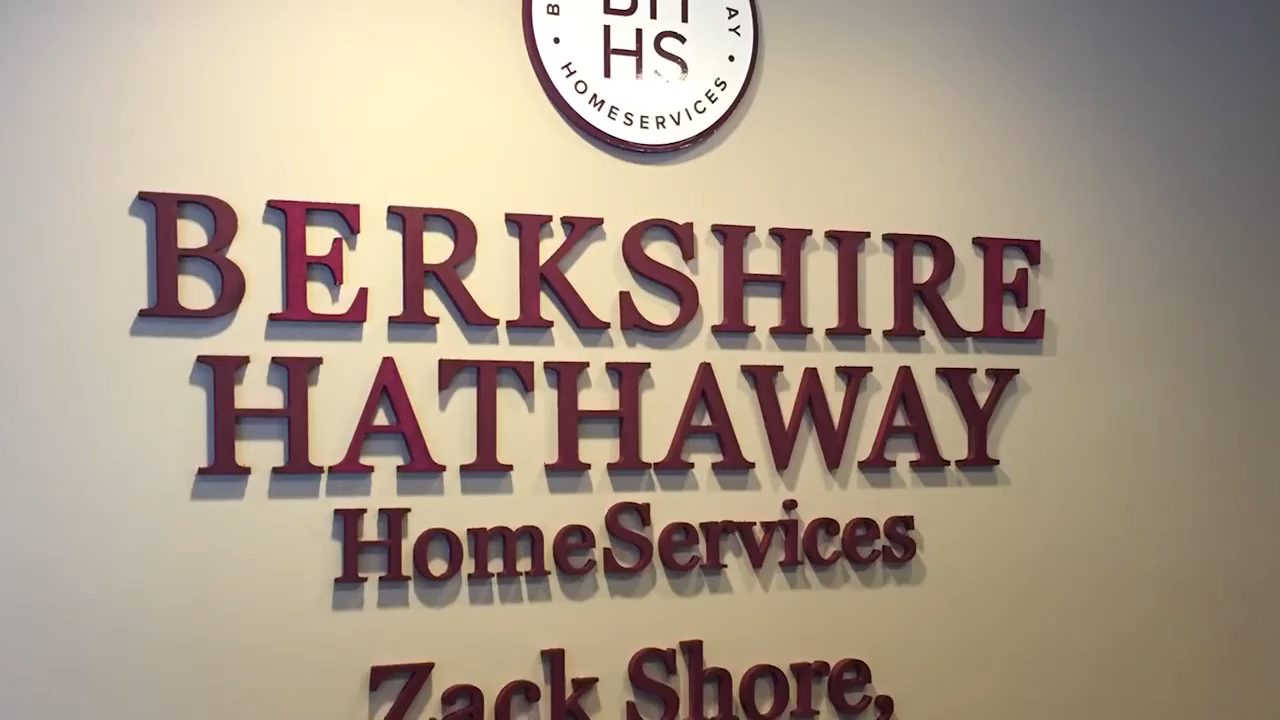 BH
HS
• HOMESERVICES •
BERKSHIRE
HATHAWAY
HomeServices
Zack Shore,